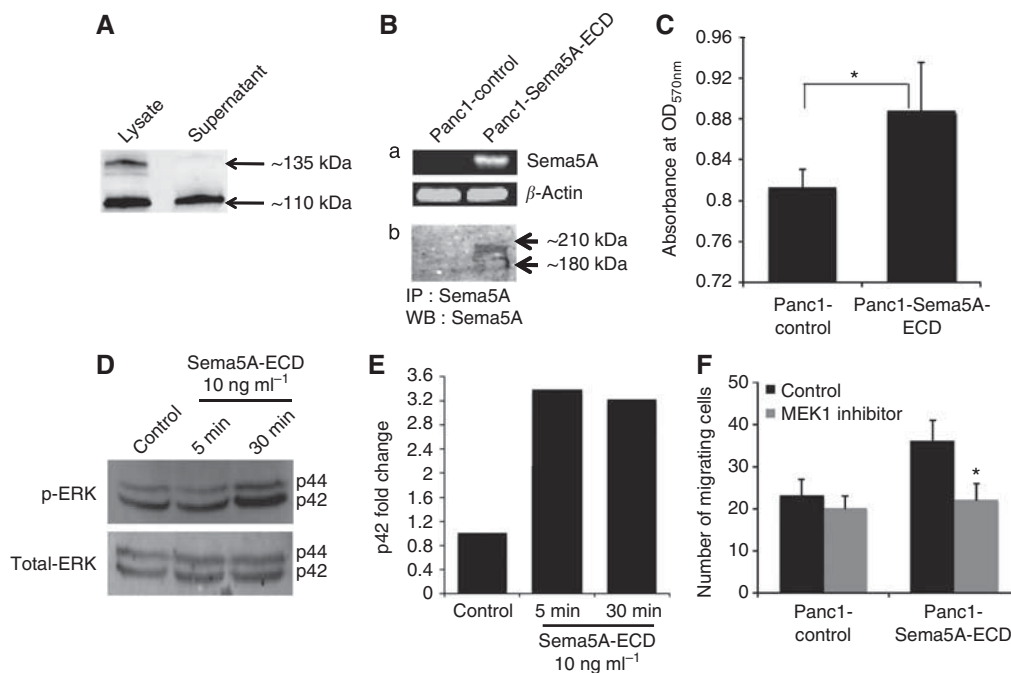 A
Lysate
Supernatant
~135 kDa
~110 kDa
B
Panc1-control
Panc1-Sema5A-ECD
a
Sema5A
β-Actin
b
~210 kDa
~180 kDa
IP : Sema5A
WB : Sema5A
C
Absorbance at OD570nm
0.96
0.92
0.88
0.84
0.8
0.76
0.72
*
Panc1-
control
Panc1-Sema5A-
ECD
D
Sema5A-ECD
10 ng ml–1
Control
5 min
30 min
p-ERK
p44
p42
Total-ERK
p44
p42
E
p42 fold change
3.6
3.2
2.8
2.4
2
1.6
1.2
0.8
0.4
0
Control
5 min
30 min
Sema5A-ECD
10 ng ml–1
F
Number of migrating cells
50
40
30
20
10
0
Control
MEK1 inhibitor
*
Panc1-
control
Panc1-
Sema5A-ECD